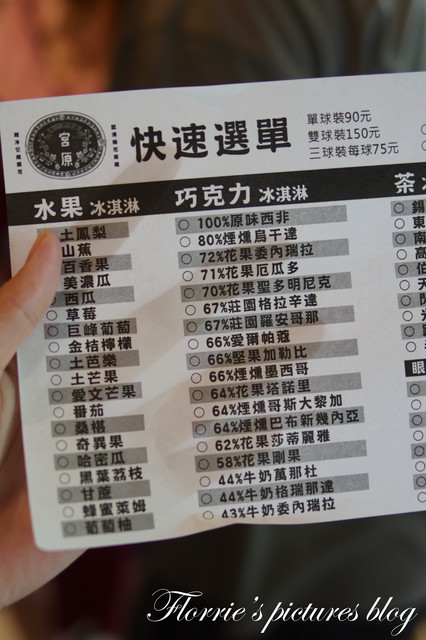 宮原
快速選單
單球裝90元
雙球裝150元
三球裝每球75元
水果 冰淇淋
土鳳梨
山蕉
百香果
美濃瓜
西瓜
草莓
巨峰葡萄
金桔檸檬
土芭樂
土芒果
愛文芒果
番茄
桑椹
奇異果
哈密瓜
黑葉荔枝
甘蔗
蜂蜜萊姆
葡萄柚
巧克力 冰淇淋
100%原味西非
80%煙燻烏干達
72%花果委內瑞拉
71%花果厄瓜多
70%花果聖多明尼克
67%莊園格拉辛達
67%莊園羅安哥那
66%愛爾帕蔻
66%堅果加勒比
66%煙燻墨西哥
64%花果塔諾里
64%煙燻哥斯大黎加
64%煙燻巴布新幾內亞
62%花果莎蒂麗雅
58%花果剛果
44%牛奶萬那杜
44%牛奶格瑞那達
43%牛奶委內瑞拉
茶
Florrie's pictures blog